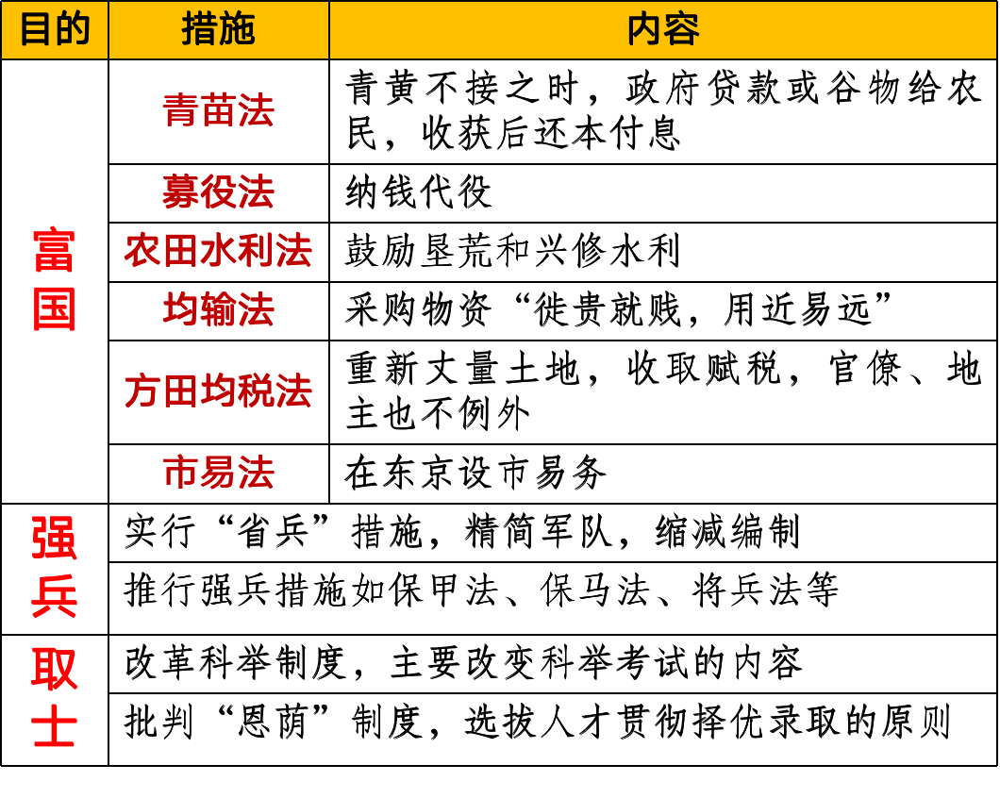 目的 措施 内容
富国
青苗法
青黄不接之时，政府贷款或谷物给农
民，收获后还本付息
募役法 纳钱代役
农田水利法 鼓励垦荒和兴修水利
均输法 采购物资“徙贵就贱，用近易远”
方田均税法
重新丈量土地，收取赋税，官僚、地
主也不例外
市易法 在东京设市易务
强兵
实行“省兵”措施，精简军队，缩减编制
推行强兵措施如保甲法、保马法、将兵法等
取士
改革科举制度，主要改变科举考试的内容
批判“恩荫”制度，选拔人才贯彻择优录取的原则